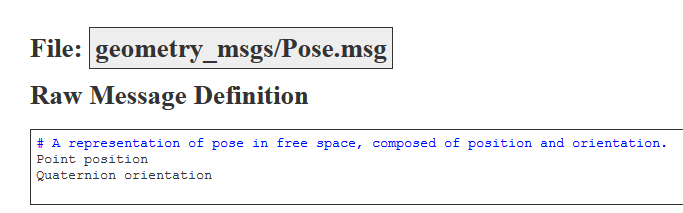 File: geometry_msgs/Pose.msg
Raw Message Definition
# A representation of pose in free space, composed of position and orientation.
Point position
Quaternion orientation